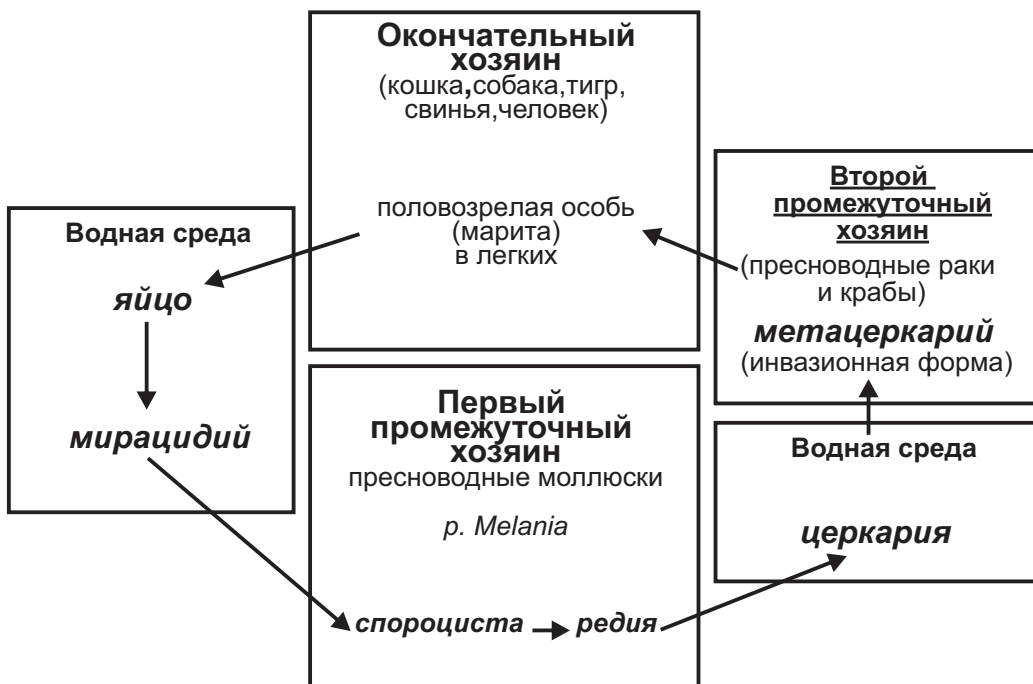 Окончательный
хозяин
(кошка,собака,тигр,
свинья,человек)
половозрелая особь
(марита)
в легких
Водная среда
яйцо
мирацидий
Первый
промежуточный
хозяин
пресноводные моллюски
р. Melania
спороциста
редия
Водная среда
церкария
Второй
промежуточный
хозяин
(пресноводные раки
и крабы)
метацеркарий
(инвазионная форма)